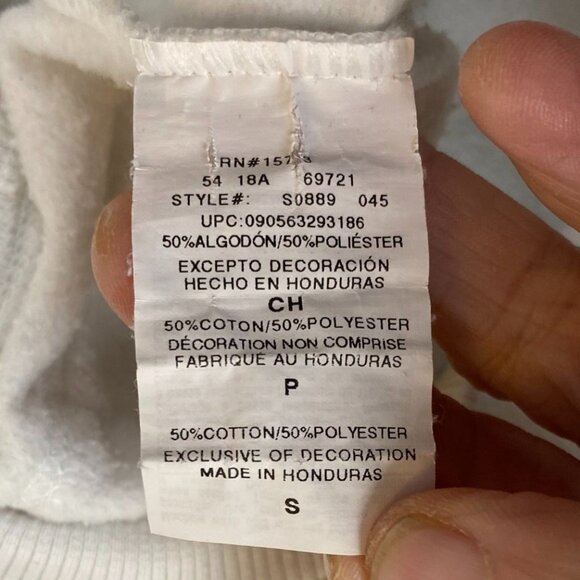 54 18A 69721
STYLE#: S0889 045
UPC:090563293186
50%ALGODÓN/50%POLIÉSTER
EXCEPTO DECORACIÓN
HECHO EN HONDURAS
CH
50%COTON/50%POLYESTER
DÉCORATION NON COMPRISE
FABRIQUÉ AU HONDURAS
P
50%COTTON/50%POLYESTER
EXCLUSIVE OF DECORATION
MADE IN HONDURAS
S